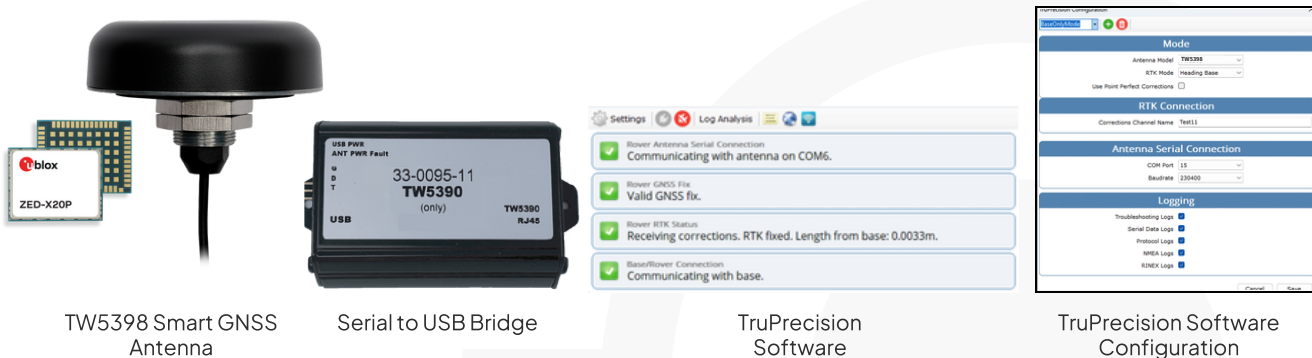 ublox
ZED-X20P
TW5398 Smart GNSS
Antenna
USB PWR
ANT PWR Fault
G
D
T
33-0095-11
TW5390
(only)
USB
TW5390
RJ45
Serial to USB Bridge
Settings
Log Analysis
Rover Antenna Serial Connection
Communicating with antenna on COM6.
Rover GNSS Fix
Valid GNSS fix.
Rover RTK Status
Receiving corrections. RTK fixed. Length from base: 0.0033m.
Base/Rover Connection
Communicating with base.
TruPrecision
Software
TruPrecision Configuration
BaseOnlyMode
Mode
Antenna Model TW5398
RTK Mode Heading Base
Use Point Perfect Corrections
RTK Connection
Corrections Channel Name Test11
Antenna Serial Connection
COM Port 15
Baudrate 230400
Logging
Troubleshooting Logs
Serial Data Logs
Protocol Logs
NMEA Logs
RINEX Logs
Cancel Save
TruPrecision Software
Configuration